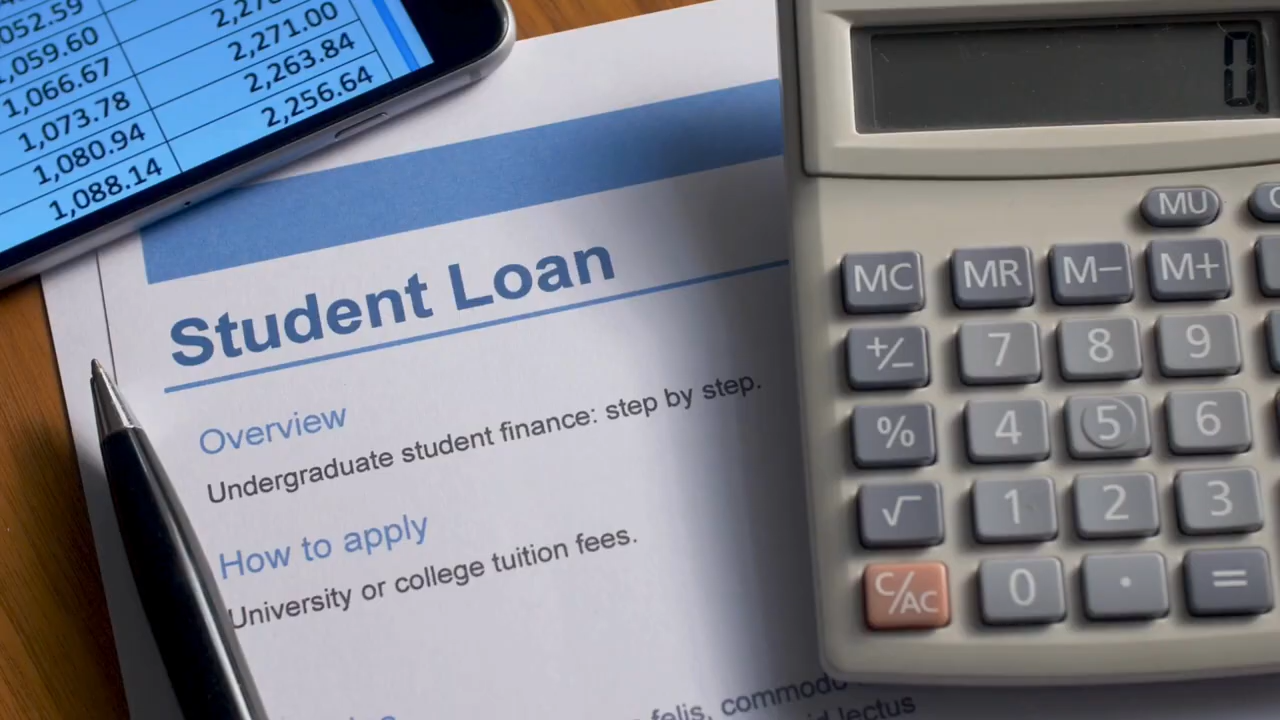 052.59
1,059.60 2,271.00
1,066.67 2,263.84
1,073.78 2,256.64
1,080.94
1,088.14
Student Loan
Overview
Undergraduate student finance: step by step.
How to apply
University or college tuition fees.
felis, commodo
lectus
0
MU
MC MR M− M+
+/− 7 8 9
% 4 5 6
√ 1 2 3
C/AC 0 · =